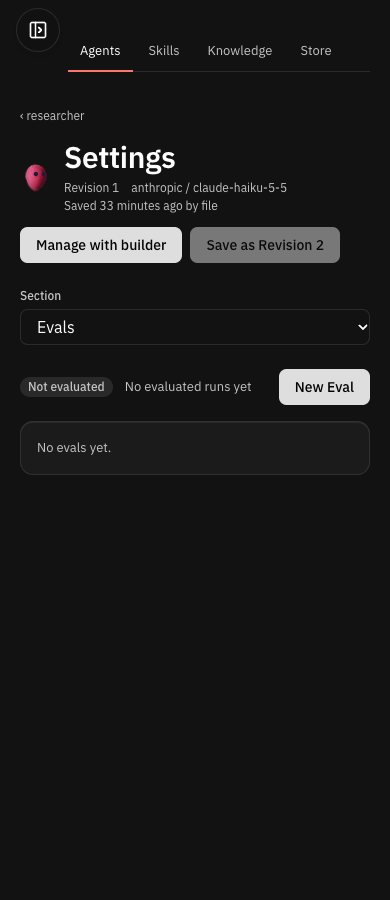 Agents Skills Knowledge Store
‹ researcher
Settings
Revision 1 anthropic / claude-haiku-5-5
Saved 33 minutes ago by file
Manage with builder Save as Revision 2
Section
Evals
Not evaluated No evaluated runs yet New Eval
No evals yet.